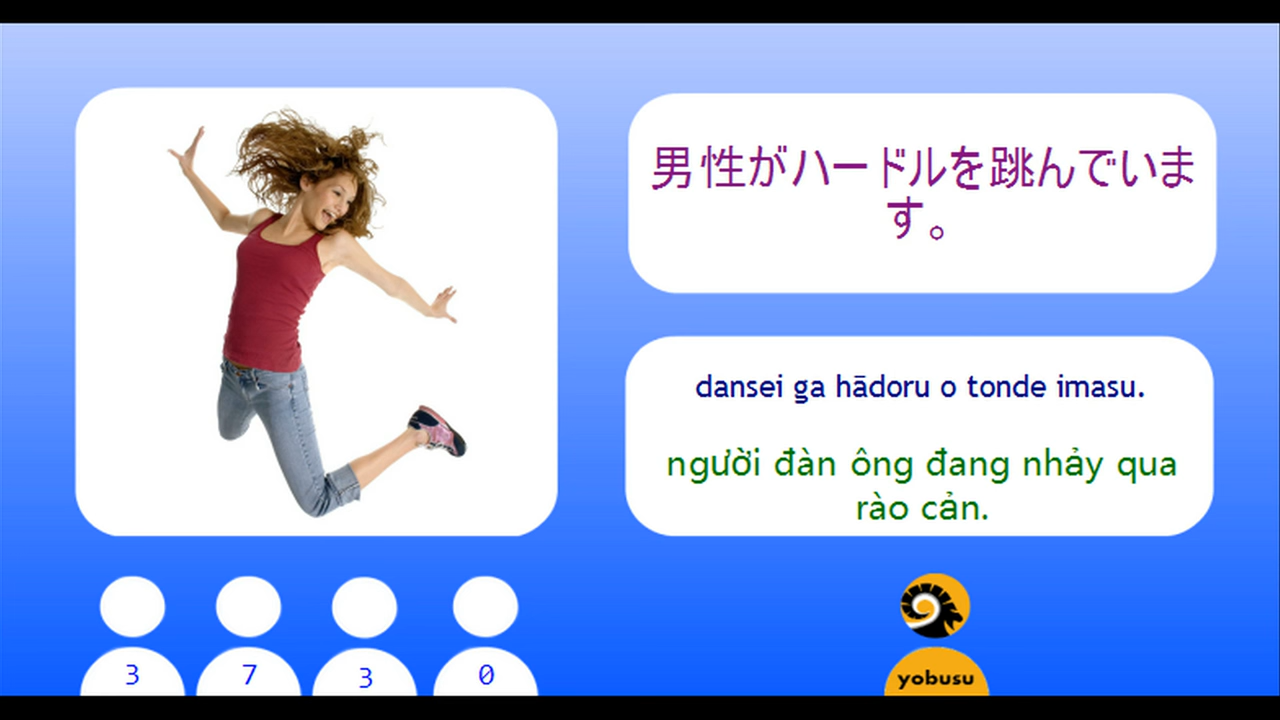 男性がハードルを跳んでいま
す。
dansei ga hādoru o tonde imasu.
người đàn ông đang nhảy qua
rào cản.
3 7 3 0
yobusu